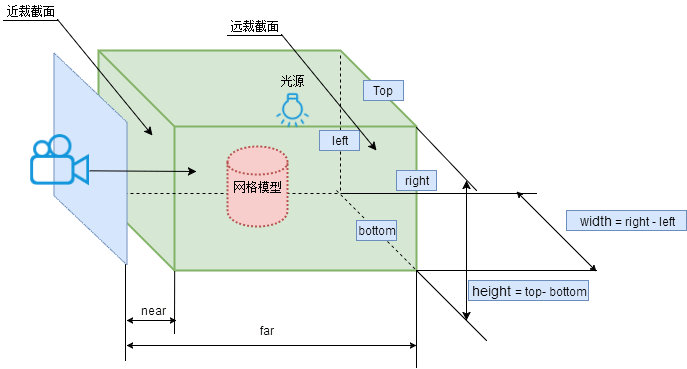 近裁截面
远裁截面
光源
Top
left
right
网格模型
bottom
width = right - left
height = top- bottom
near
far